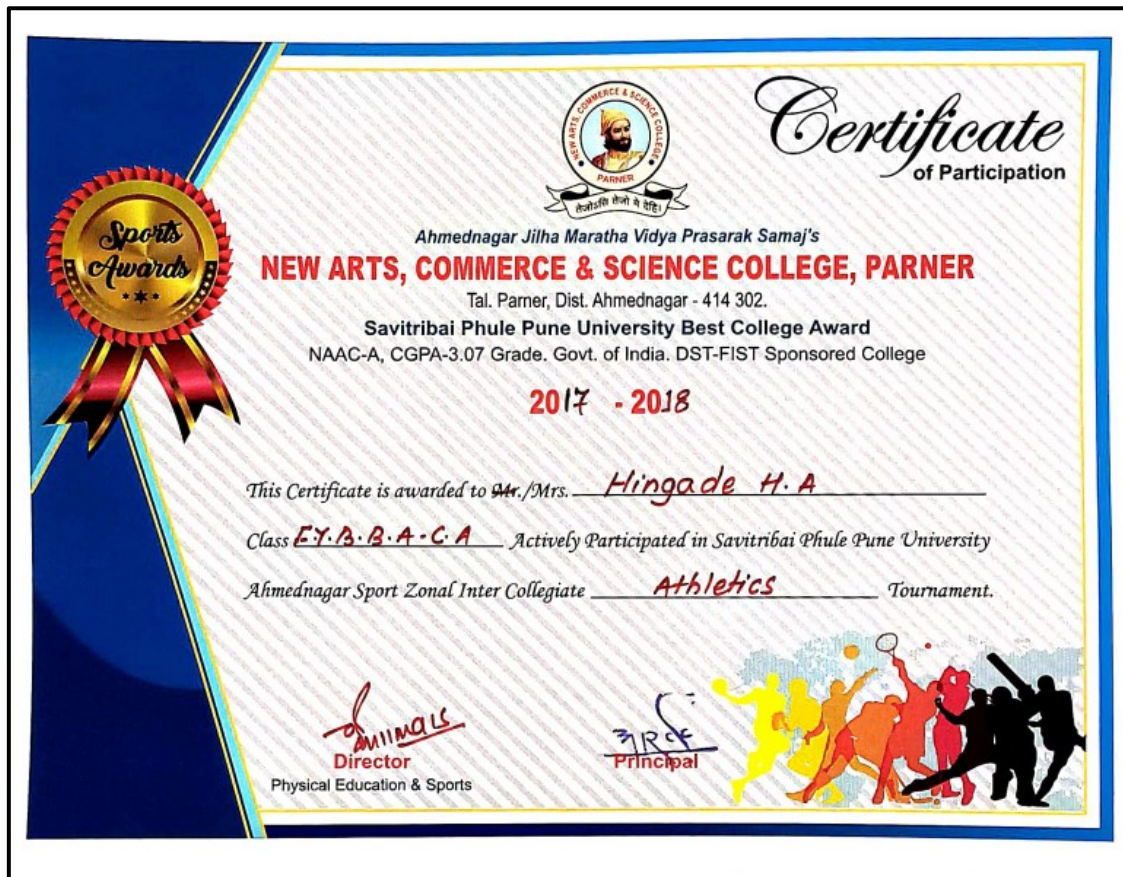 NEW ARTS, COMMERCE & SCIENCE COLLEGE
PARNER
तेजोऽसि तेजो मे देहि।
Certificate
of Participation
Sports
Awards
Ahmednagar Jilha Maratha Vidya Prasarak Samaj's
NEW ARTS, COMMERCE & SCIENCE COLLEGE, PARNER
Tal. Parner, Dist. Ahmednagar - 414 302.
Savitribai Phule Pune University Best College Award
NAAC-A, CGPA-3.07 Grade. Govt. of India. DST-FIST Sponsored College
2017 - 2018
This Certificate is awarded to Mr./Mrs. Hingade H.A
Class F.Y.B.B.A.C.A Actively Participated in Savitribai Phule Pune University
Ahmednagar Sport Zonal Inter Collegiate Athletics Tournament.
Director
Physical Education & Sports
Principal